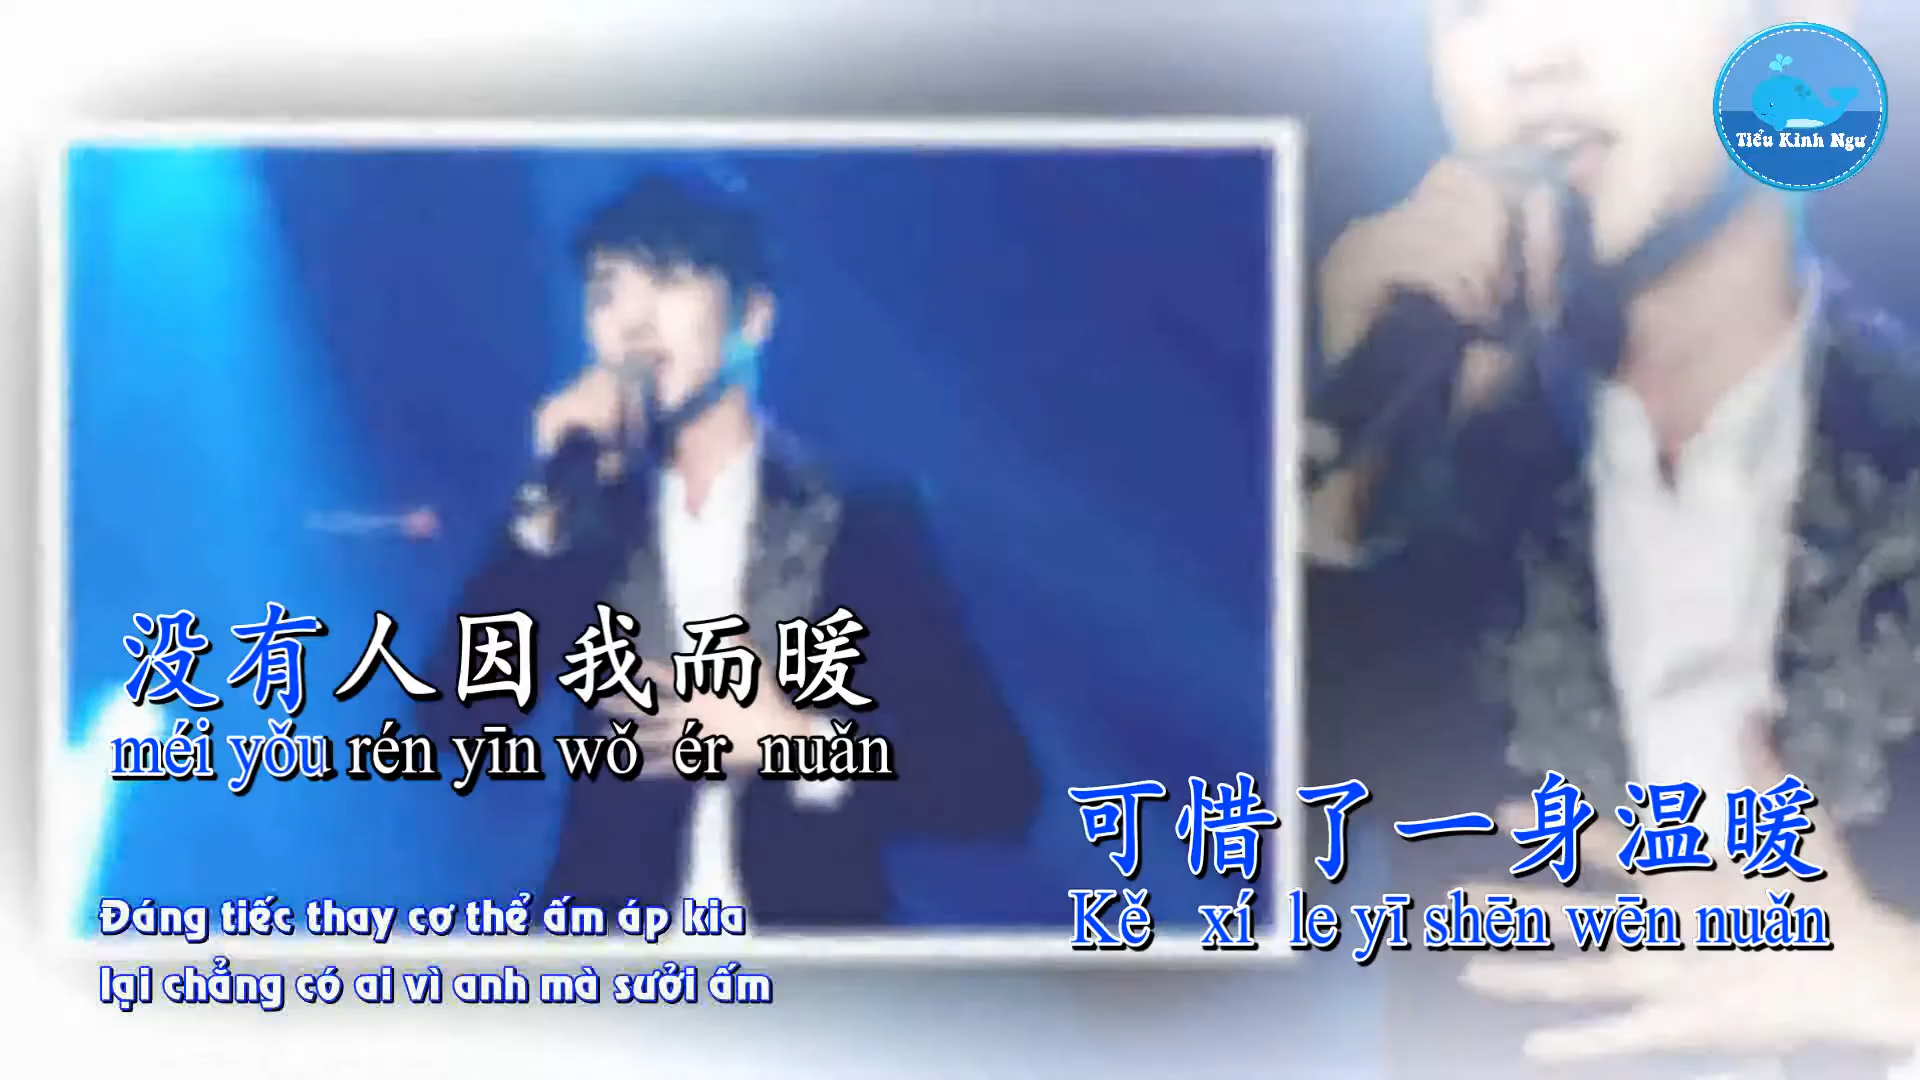 Tiểu Kình Ngư
没有人因我而暖
méi yǒu rén yīn wǒ ér nuǎn
可惜了一身温暖
Kě xí le yī shēn wēn nuǎn
Đáng tiếc thay cơ thể ấm áp kia
lại chẳng có ai vì anh mà sưởi ấm